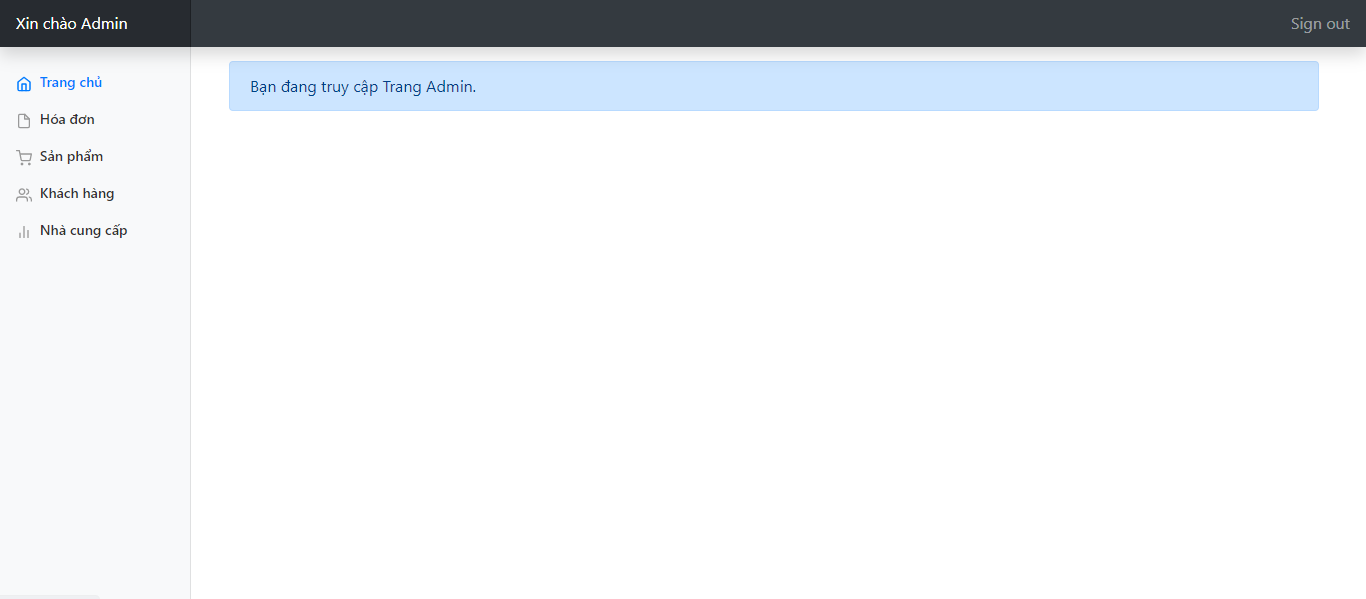 Xin chào Admin
Sign out
Trang chủ
Bạn đang truy cập Trang Admin.
Hóa đơn
Sản phẩm
Khách hàng
Nhà cung cấp